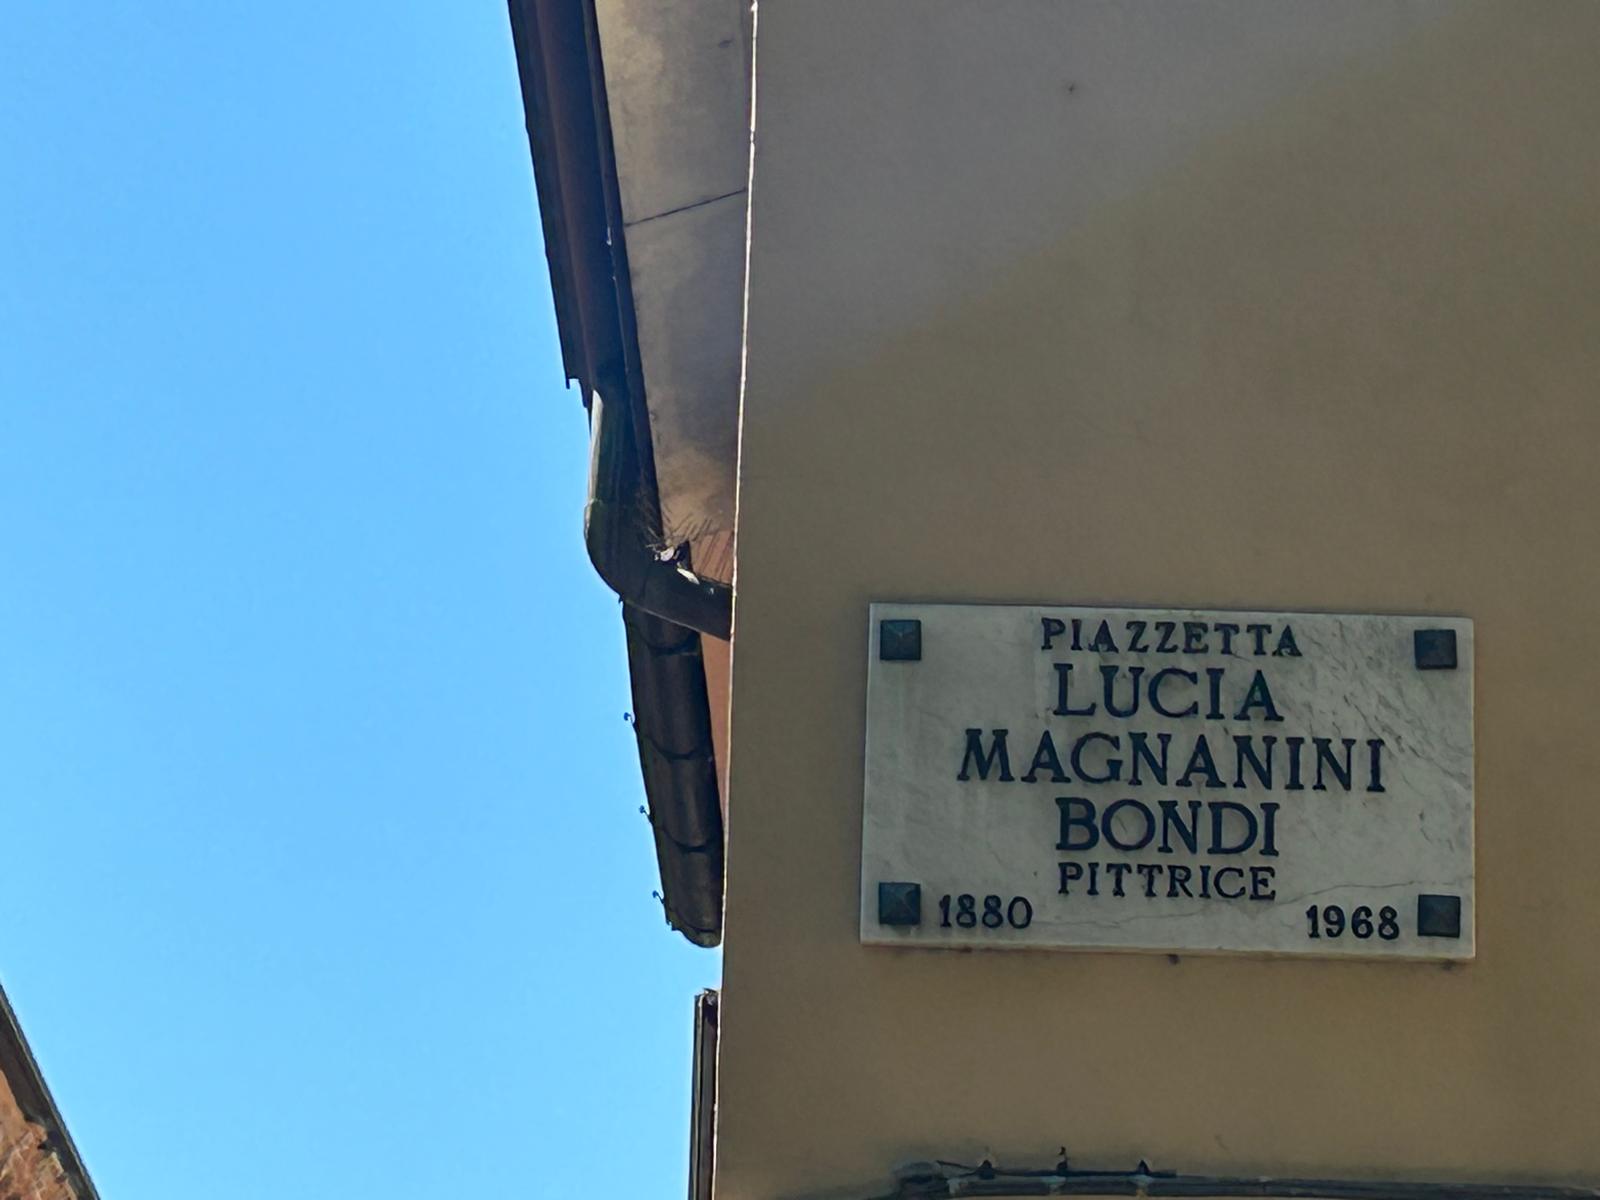 PIAZZETTA
LUCIA
MAGNANINI
BONDI
PITTRICE
1880 1968